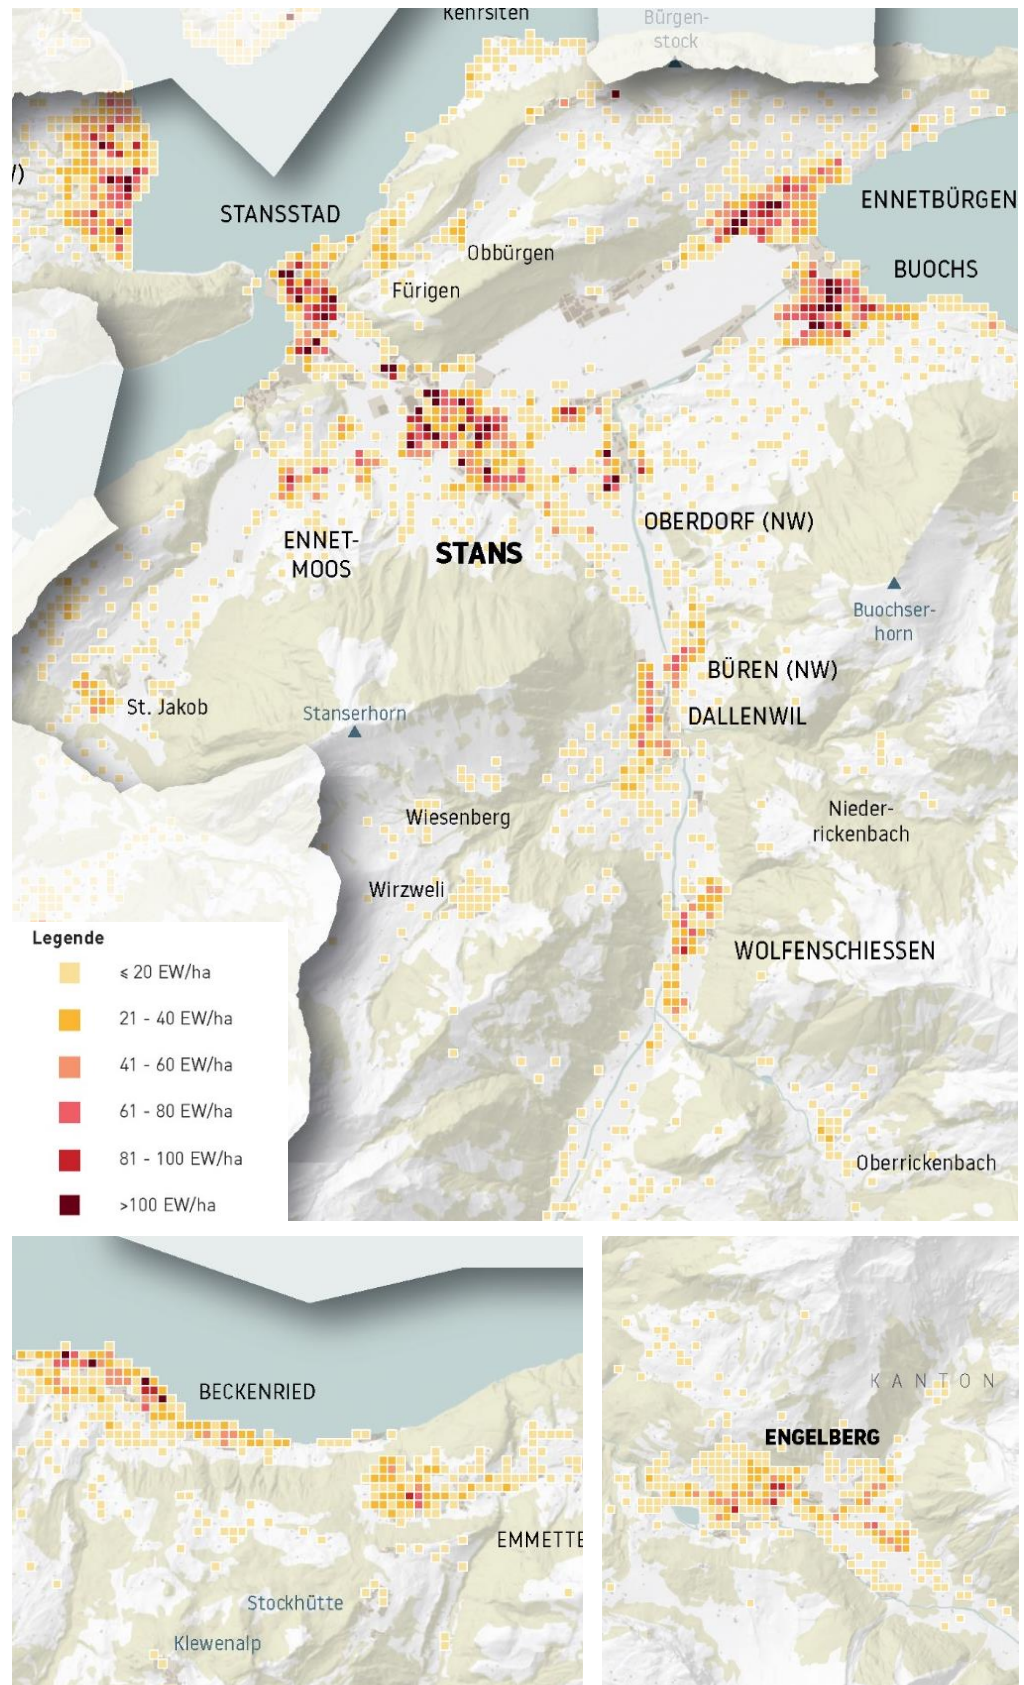 Kehrsiten
Bürgen-
stock
)
STANSSTAD
ENNETBÜRGEN
Obbürgen
BUOCHS
Fürigen
OBERDORF (NW)
ENNET-
MOOS
STANS
Buochser-
horn
BÜREN (NW)
St. Jakob
Stanserhorn
DALLENWIL
Wiesenberg
Nieder-
rickenbach
Wirzweli
Legende
WOLFENSCHIESSEN
≤ 20 EW/ha
21 - 40 EW/ha
41 - 60 EW/ha
61 - 80 EW/ha
81 - 100 EW/ha
Oberrickenbach
>100 EW/ha
BECKENRIED
KANTON
ENGELBERG
EMMETTE
Stockhütte
Klewenalp